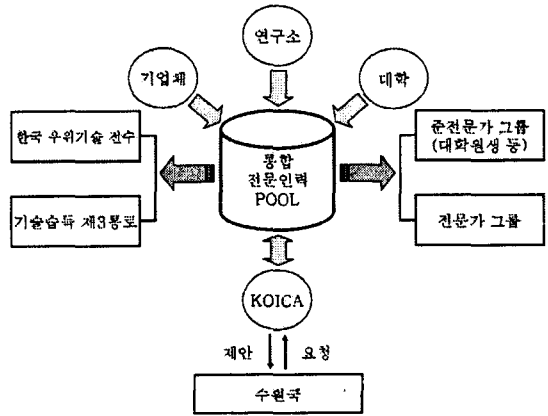 연구소
기업체
대학
한국 우위기술 전수
기술습득 제3통로
통합
전문인력
POOL
준전문가 그룹
(대학원생 등)
전문가 그룹
KOICA
제안
요청
수원국